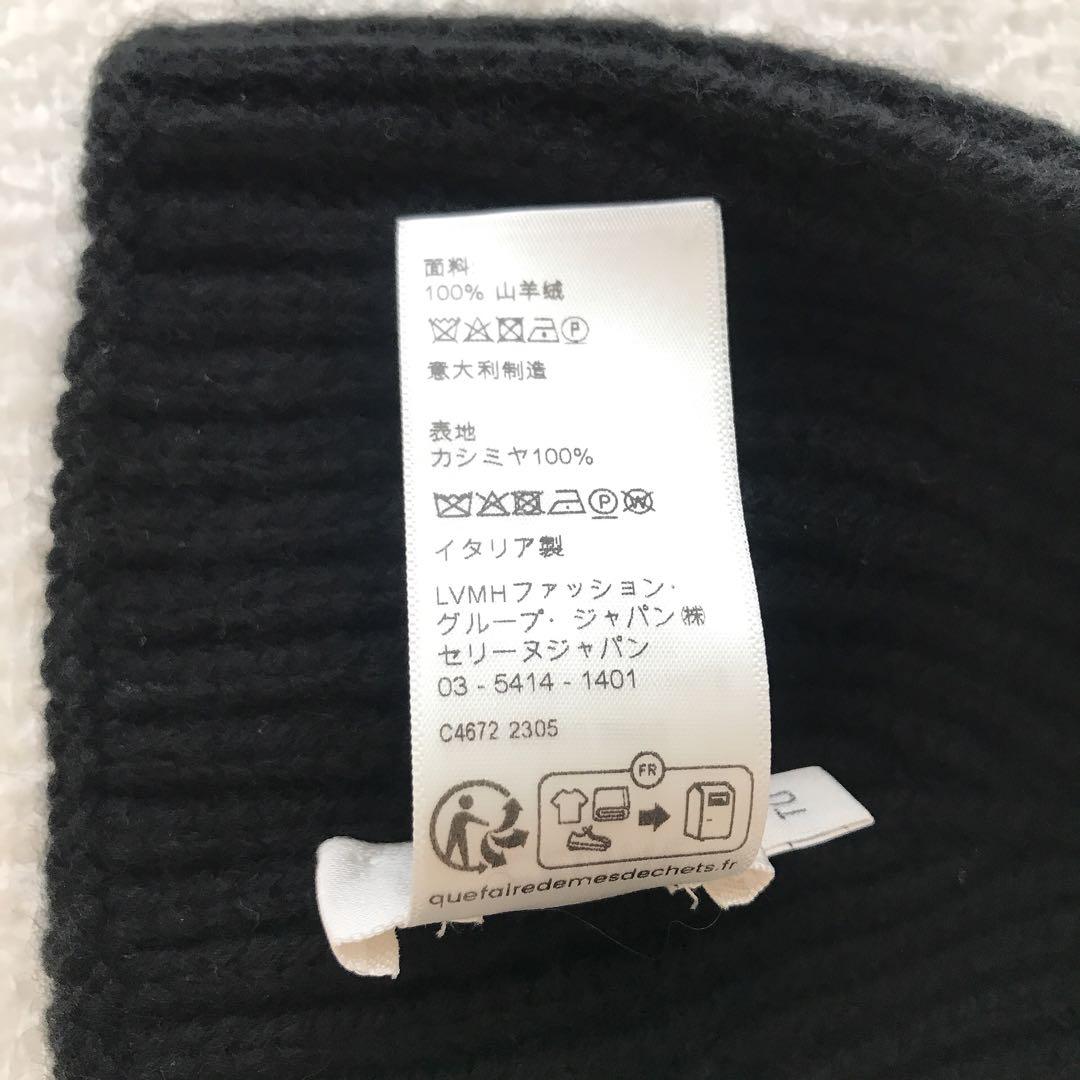 面料
100% 山羊绒
P
意大利制造
表地
カシミヤ100%
P W
イタリア製
LVMHファッション・
グループ・ジャパン㈱
セリーヌジャパン
03 - 5414 - 1401
C4672 2305
FR
quefairedemesdechets.fr
TU